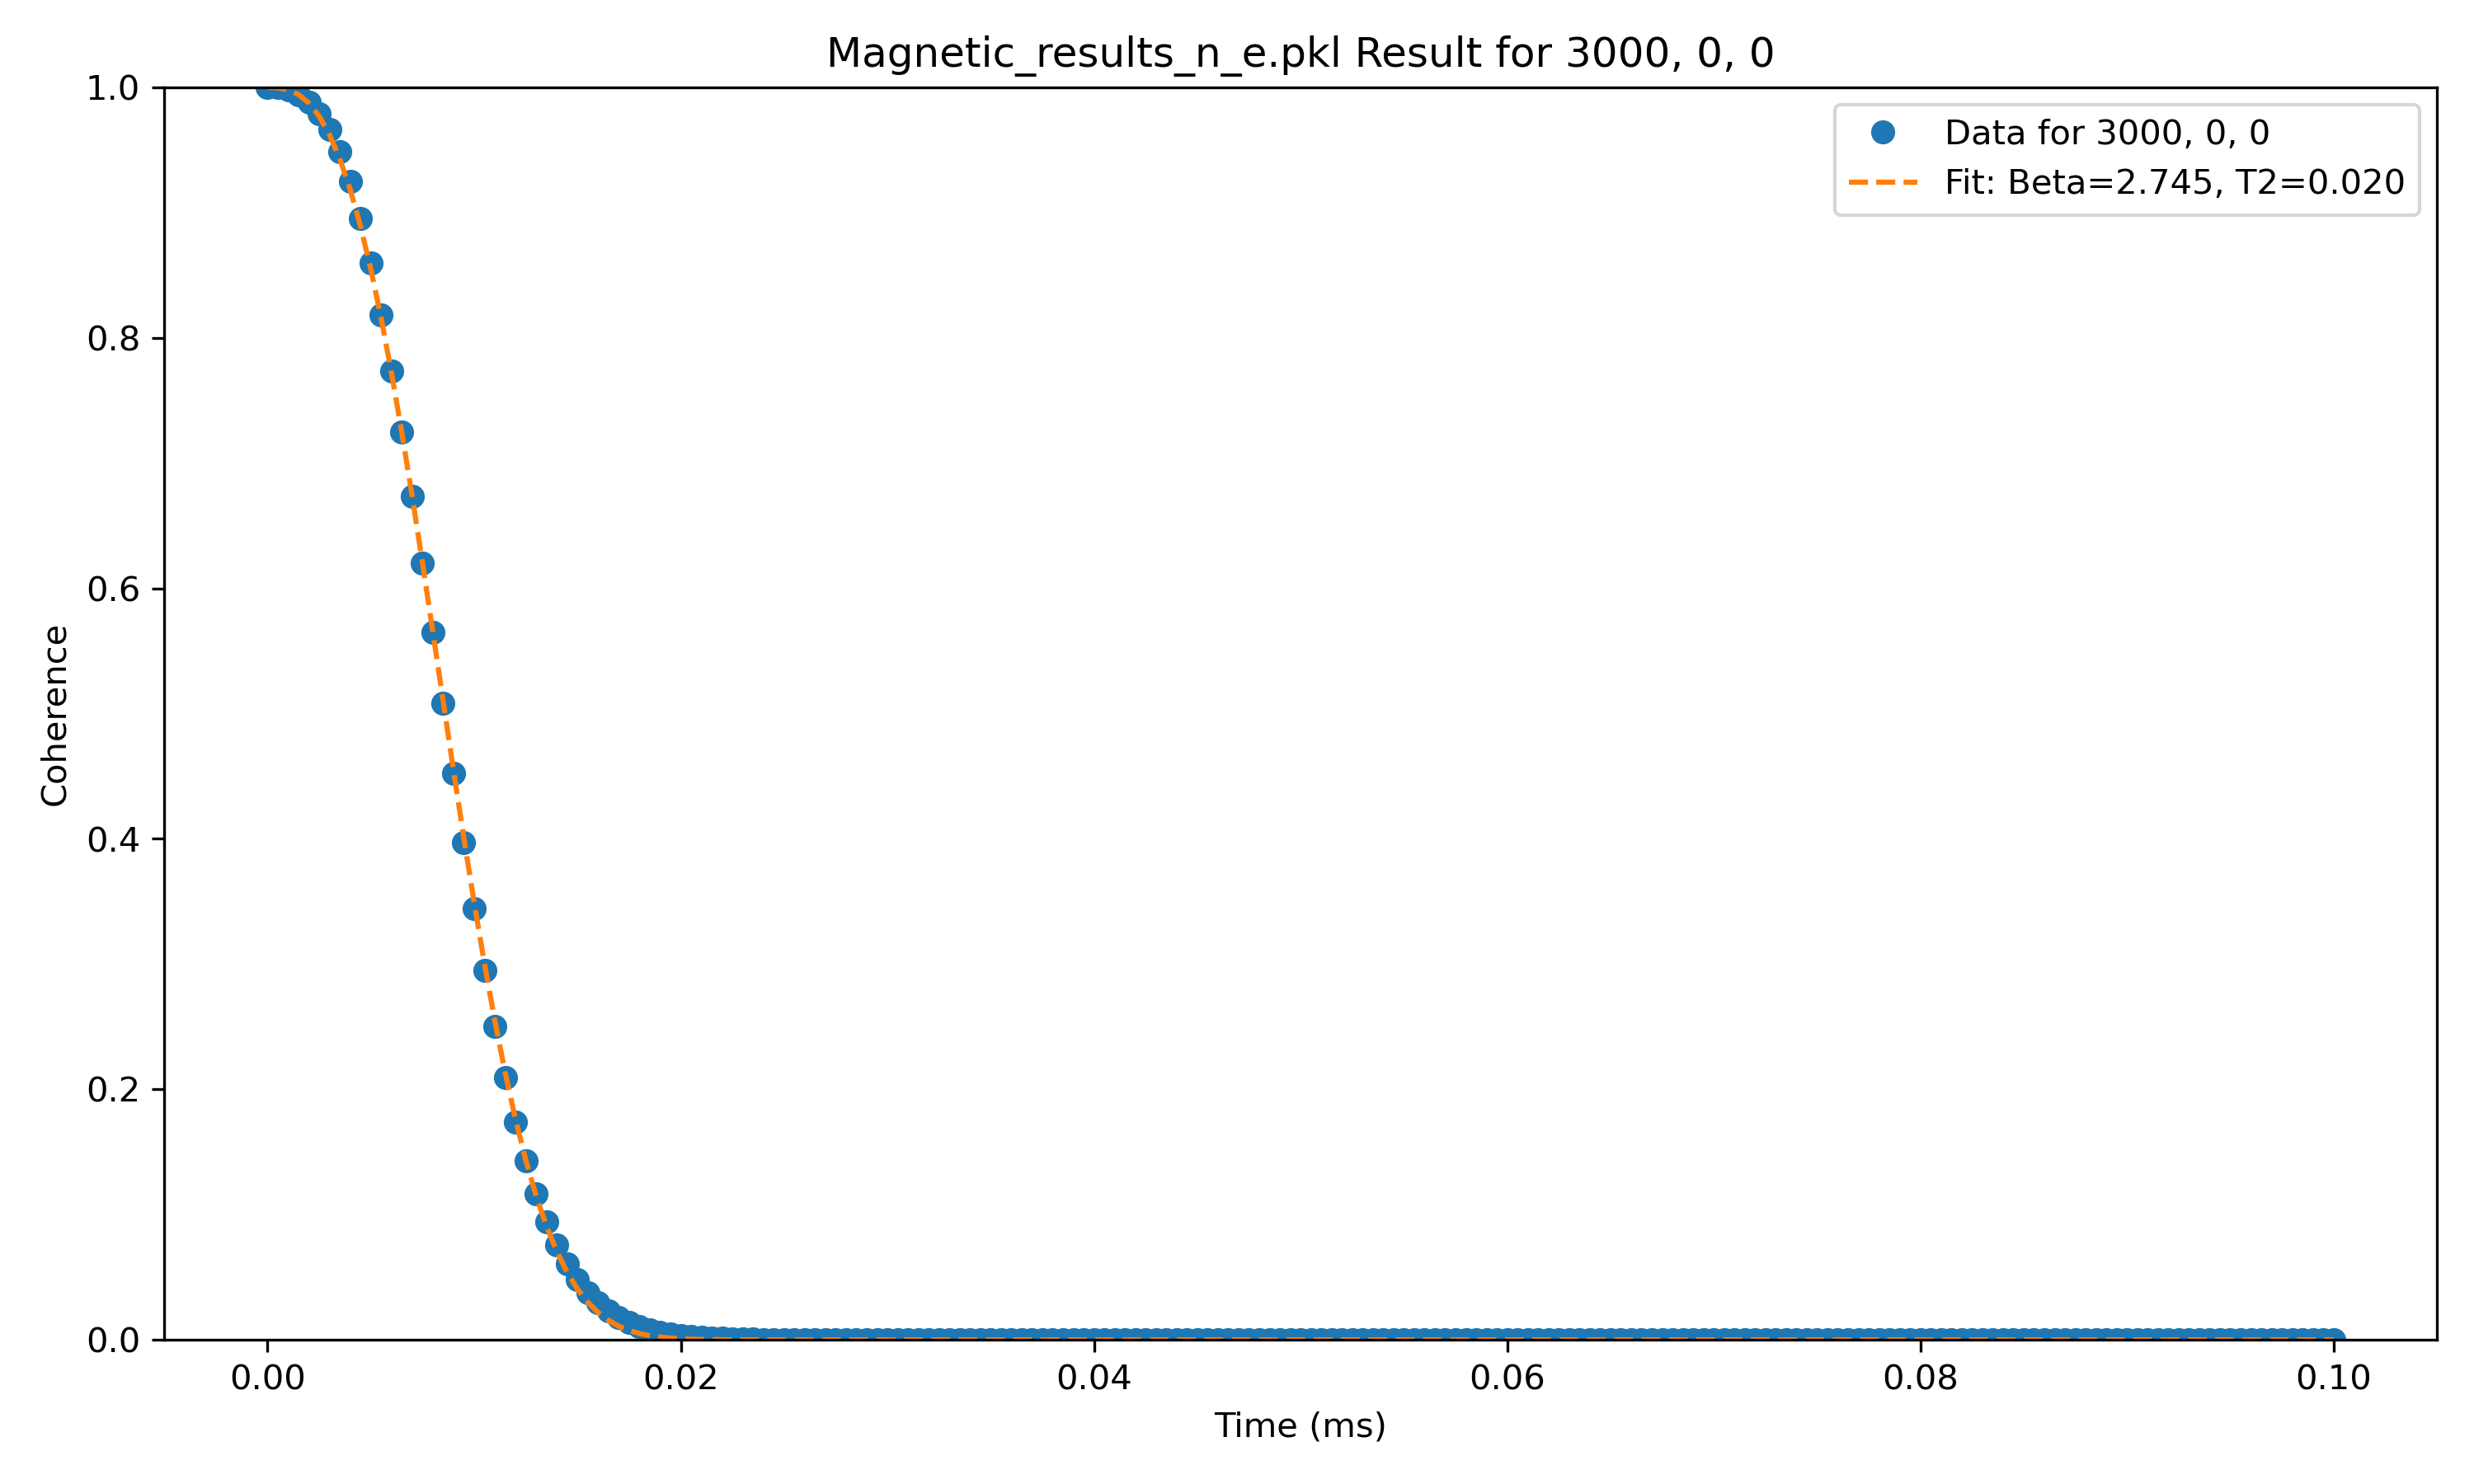 Magnetic_results_n_e.pkl Result for 3000, 0, 0
Data for 3000, 0, 0
Fit: Beta=2.745, T2=0.020
Coherence
1.0
0.8
0.6
0.4
0.2
0.0
0.00 0.02 0.04 0.06 0.08 0.10
Time (ms)